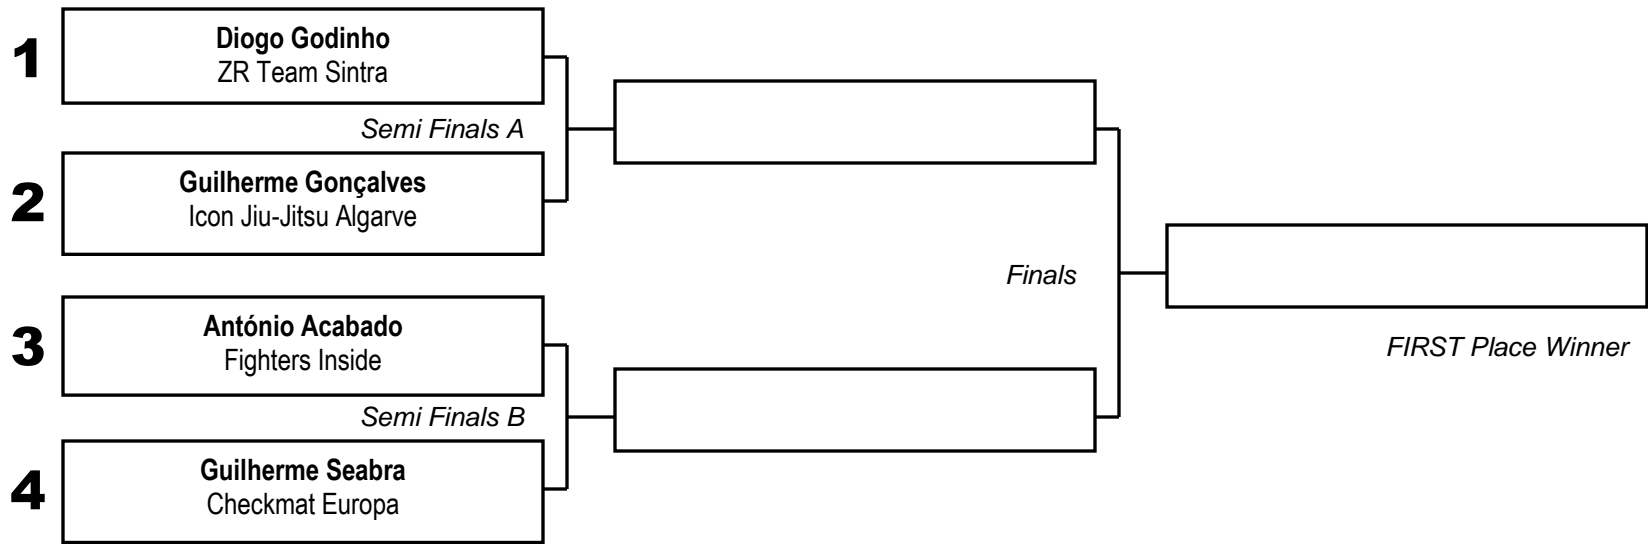 1
Diogo Godinho
ZR Team Sintra
Semi Finals A
2
Guilherme Gonçalves
Icon Jiu-Jitsu Algarve
Finals
3
António Acabado
Fighters Inside
FIRST Place Winner
Semi Finals B
4
Guilherme Seabra
Checkmat Europa